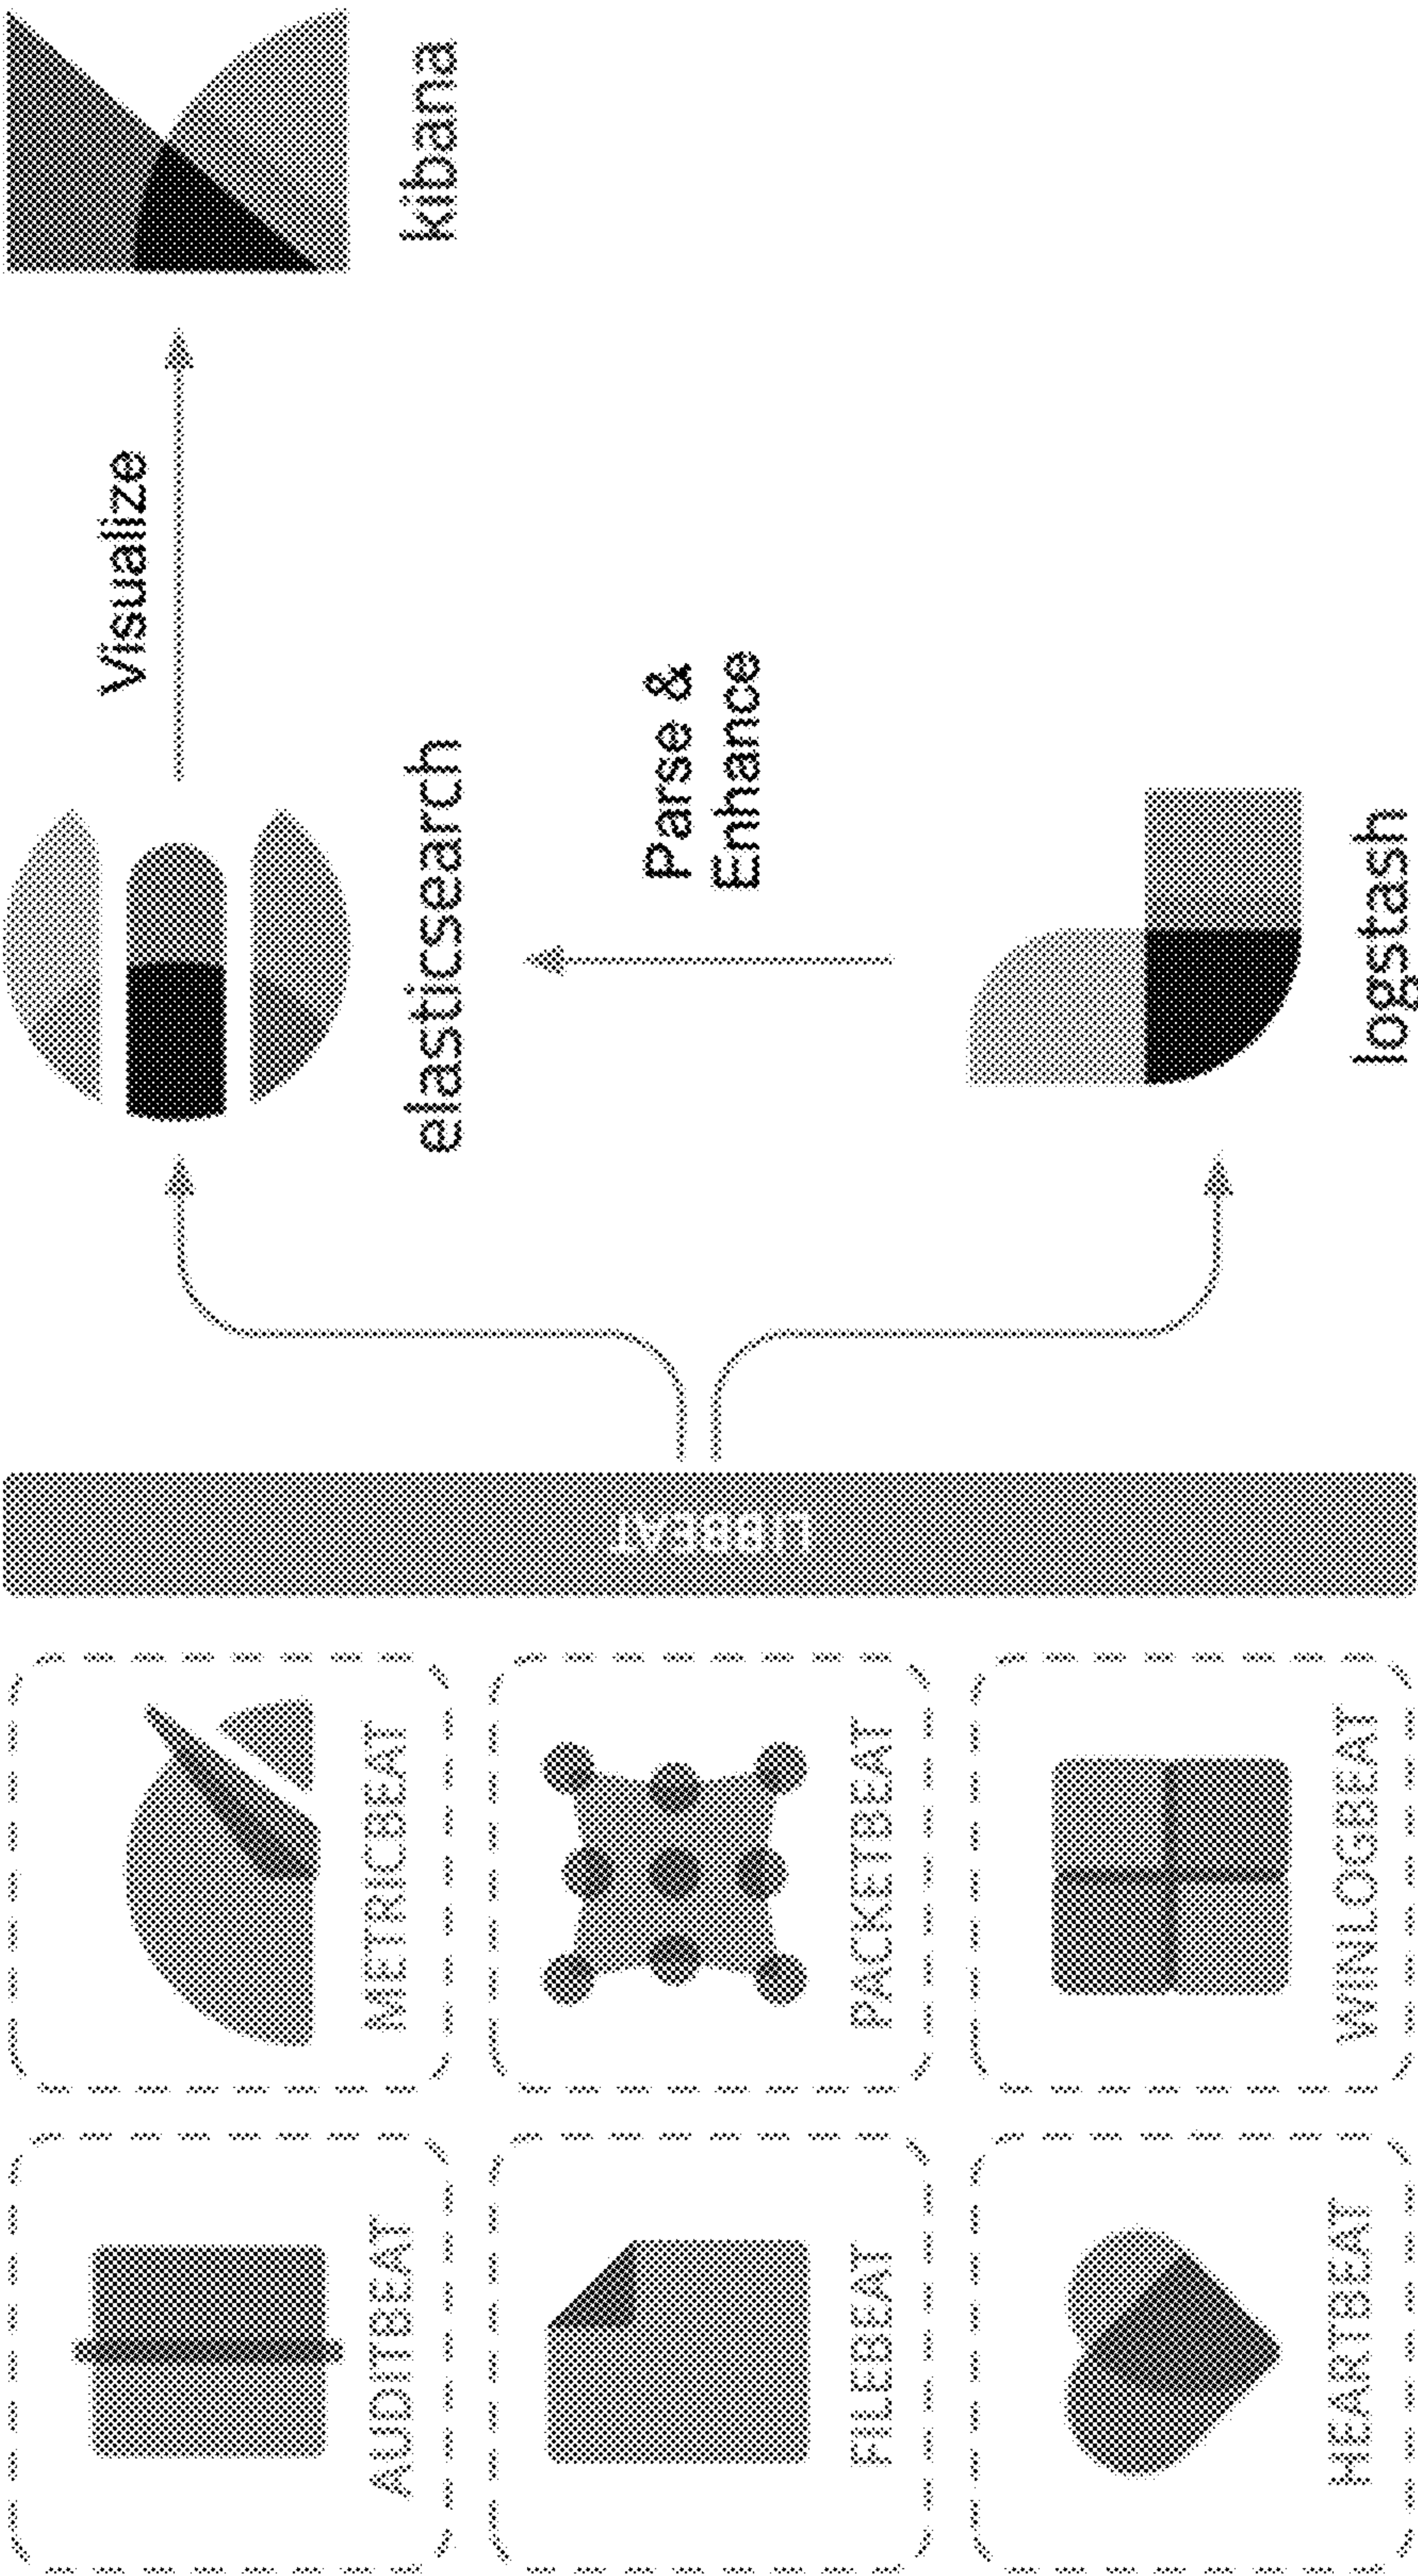 AUDITBEAT
METRICBEAT
FILEBEAT
PACKETBEAT
HEARTBEAT
WINLOGBEAT
LIBBEAT
elasticsearch
Visualize
kibana
Parse &
Enhance
logstash